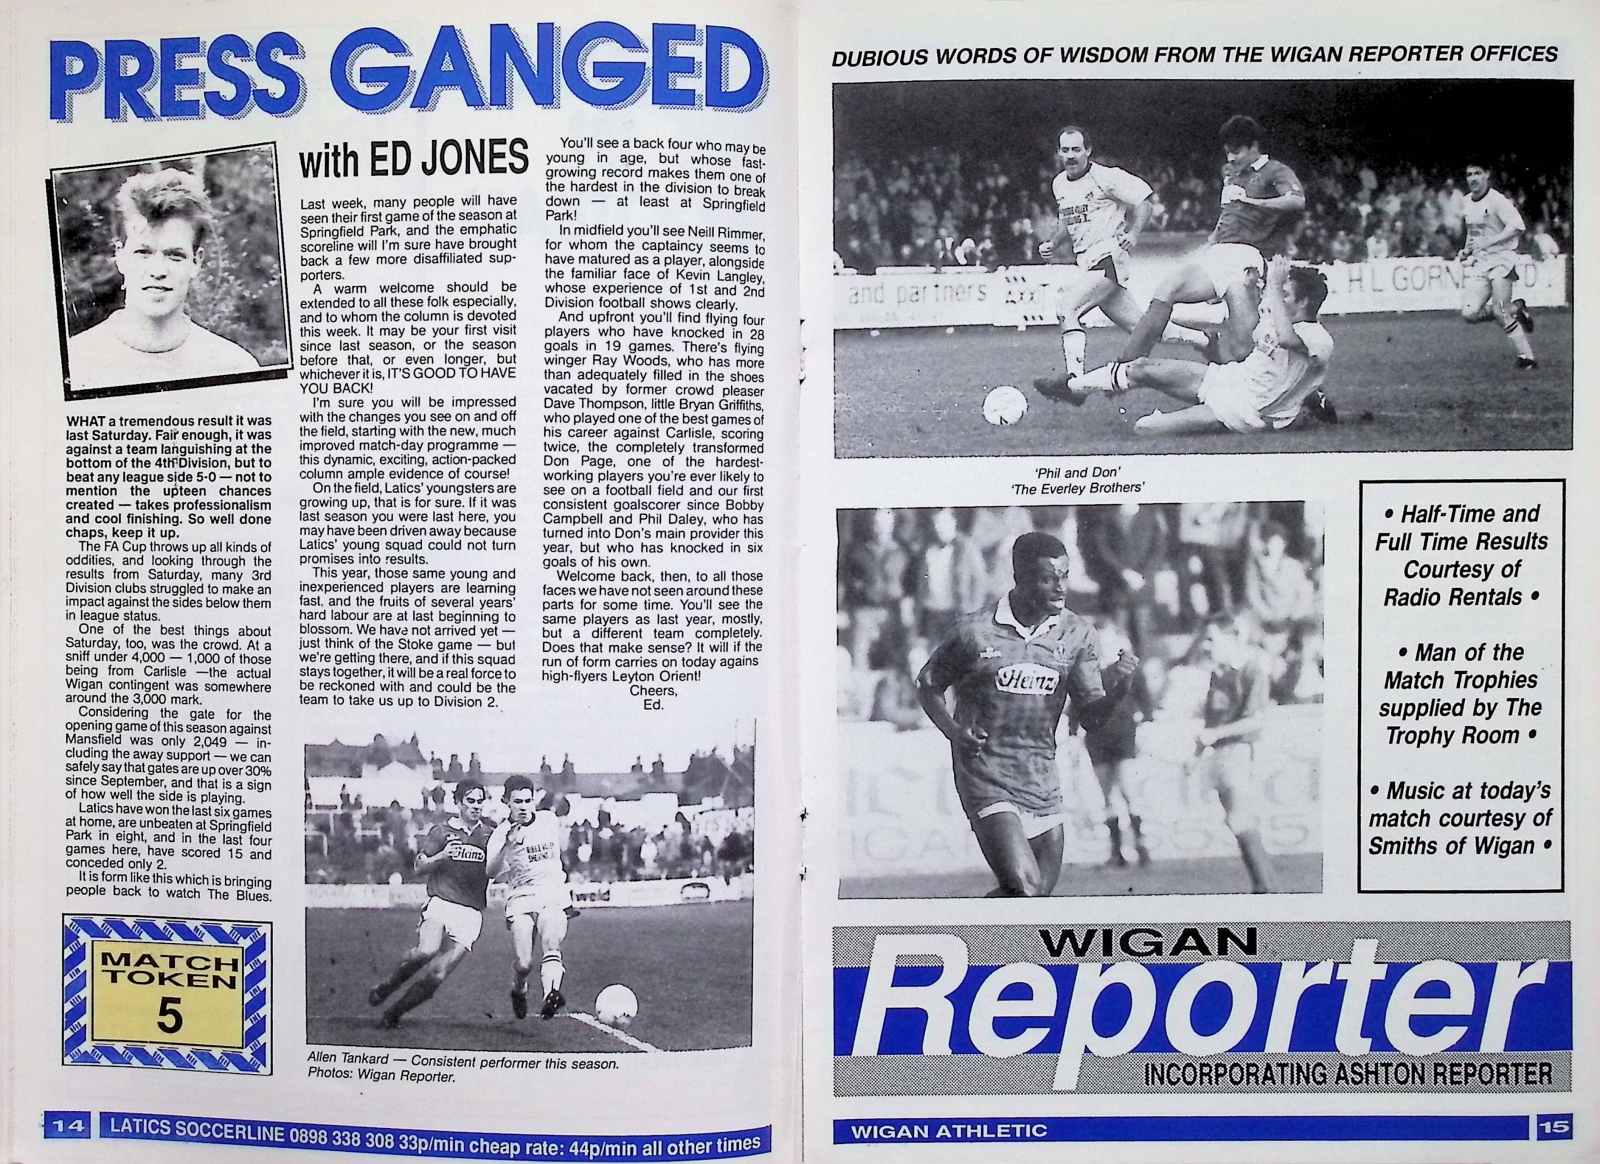 PRESS GANGED
with ED JONES
WHAT a tremendous result it was
last Saturday. Fair enough, it was
against a team languishing at the
bottom of the 4th Division, but to
beat any league side 5-0 — not to
mention the upteen chances
created — takes professionalism
and cool finishing. So well done
chaps, keep it up.
The FA Cup throws up all kinds of
oddities, and looking through the
results from Saturday, many 3rd
Division clubs struggled to make an
impact against the sides below them
in league status.
One of the best things about
Saturday, too, was the crowd. At a
sniff under 4,000 — 1,000 of those
being from Carlisle —the actual
Wigan contingent was somewhere
around the 3,000 mark.
Considering the gate for the
opening game of this season against
Mansfield was only 2,049 — in-
cluding the away support — we can
safely say that gates are up over 30%
since September, and that is a sign
of how well the side is playing.
Latics have won the last six games
at home, are unbeaten at Springfield
Park in eight, and in the last four
games here, have scored 15 and
conceded only 2.
It is form like this which is bringing
people back to watch The Blues.
MATCH
TOKEN
5
Last week, many people will have
seen their first game of the season at
Springfield Park, and the emphatic
scoreline will I'm sure have brought
back a few more disaffiliated sup-
porters.
A warm welcome should be
extended to all these folk especially,
and to whom the column is devoted
this week. It may be your first visit
since last season, or the season
before that, or even longer, but
whichever it is, IT'S GOOD TO HAVE
YOU BACK!
I'm sure you will be impressed
with the changes you see on and off
the field, starting with the new, much
improved match-day programme —
this dynamic, exciting, action-packed
column ample evidence of course!
On the field, Latics' youngsters are
growing up, that is for sure. If it was
last season you were last here, you
may have been driven away because
Latics' young squad could not turn
promises into results.
This year, those same young and
inexperienced players are learning
fast, and the fruits of several years'
hard labour are at last beginning to
blossom. We have not arrived yet —
just think of the Stoke game — but
we're getting there, and if this squad
stays together, it will be a real force to
be reckoned with and could be the
team to take us up to Division 2.
You'll see a back four who may be
young in age, but whose fast-
growing record makes them one of
the hardest in the division to break
down — at least at Springfield
Park!
In midfield you'll see Neill Rimmer,
for whom the captaincy seems to
have matured as a player, alongside
the familiar face of Kevin Langley,
whose experience of 1st and 2nd
Division football shows clearly.
And upfront you'll find flying four
players who have knocked in 28
goals in 19 games. There's flying
winger Ray Woods, who has more
than adequately filled in the shoes
vacated by former crowd pleaser
Dave Thompson, little Bryan Griffiths,
who played one of the best games of
his career against Carlisle, scoring
twice, the completely transformed
Don Page, one of the hardest-
working players you're ever likely to
see on a football field and our first
consistent goalscorer since Bobby
Campbell and Phil Daley, who has
turned into Don's main provider this
year, but who has knocked in six
goals of his own.
Welcome back, then, to all those
faces we have not seen around these
parts for some time. You'll see the
same players as last year, mostly,
but a different team completely.
Does that make sense? It will if the
run of form carries on today agains
high-flyers Leyton Orient!
Cheers,
Ed.
Heinz
Allen Tankard — Consistent performer this season.
Photos: Wigan Reporter.
14
LATICS SOCCERLINE 0898 338 308 33p/min cheap rate: 44p/min all other times
DUBIOUS WORDS OF WISDOM FROM THE WIGAN REPORTER OFFICES
and partners
H.L GORN
'Phil and Don'
'The Everley Brothers'
Heinz
• Half-Time and
Full Time Results
Courtesy of
Radio Rentals •
• Man of the
Match Trophies
supplied by The
Trophy Room •
• Music at today's
match courtesy of
Smiths of Wigan •
WIGAN
Reporter
INCORPORATING ASHTON REPORTER
WIGAN ATHLETIC
15